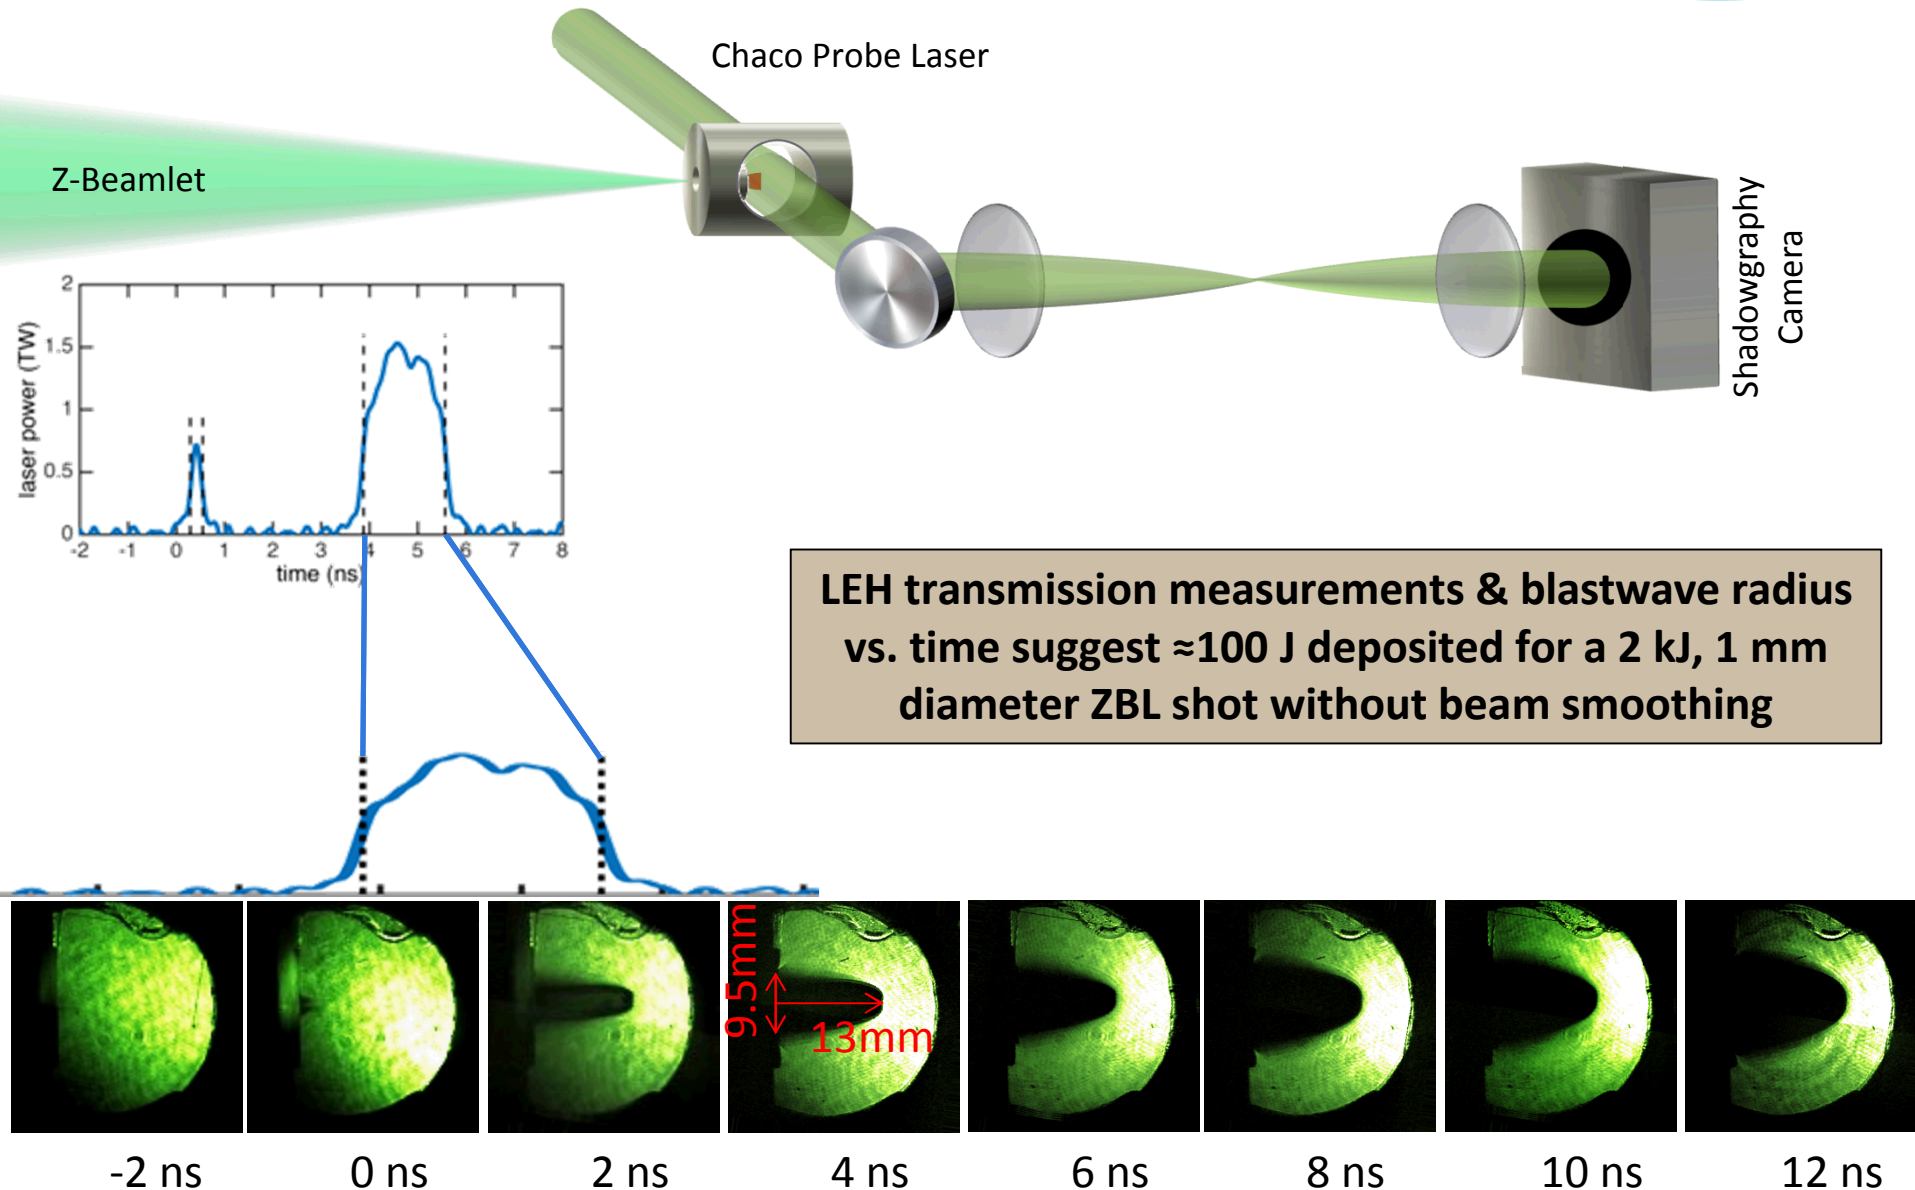 Chaco Probe Laser
Z-Beamlet
Shadowgraphy
Camera
laser power (TW)
2
1.5
1
0.5
0
-2 -1 0 1 2 3 4 5 6 7 8
time (ns)
LEH transmission measurements & blastwave radius
vs. time suggest ≈100 J deposited for a 2 kJ, 1 mm
diameter ZBL shot without beam smoothing
9.5mm
13mm
-2 ns 0 ns 2 ns 4 ns 6 ns 8 ns 10 ns 12 ns